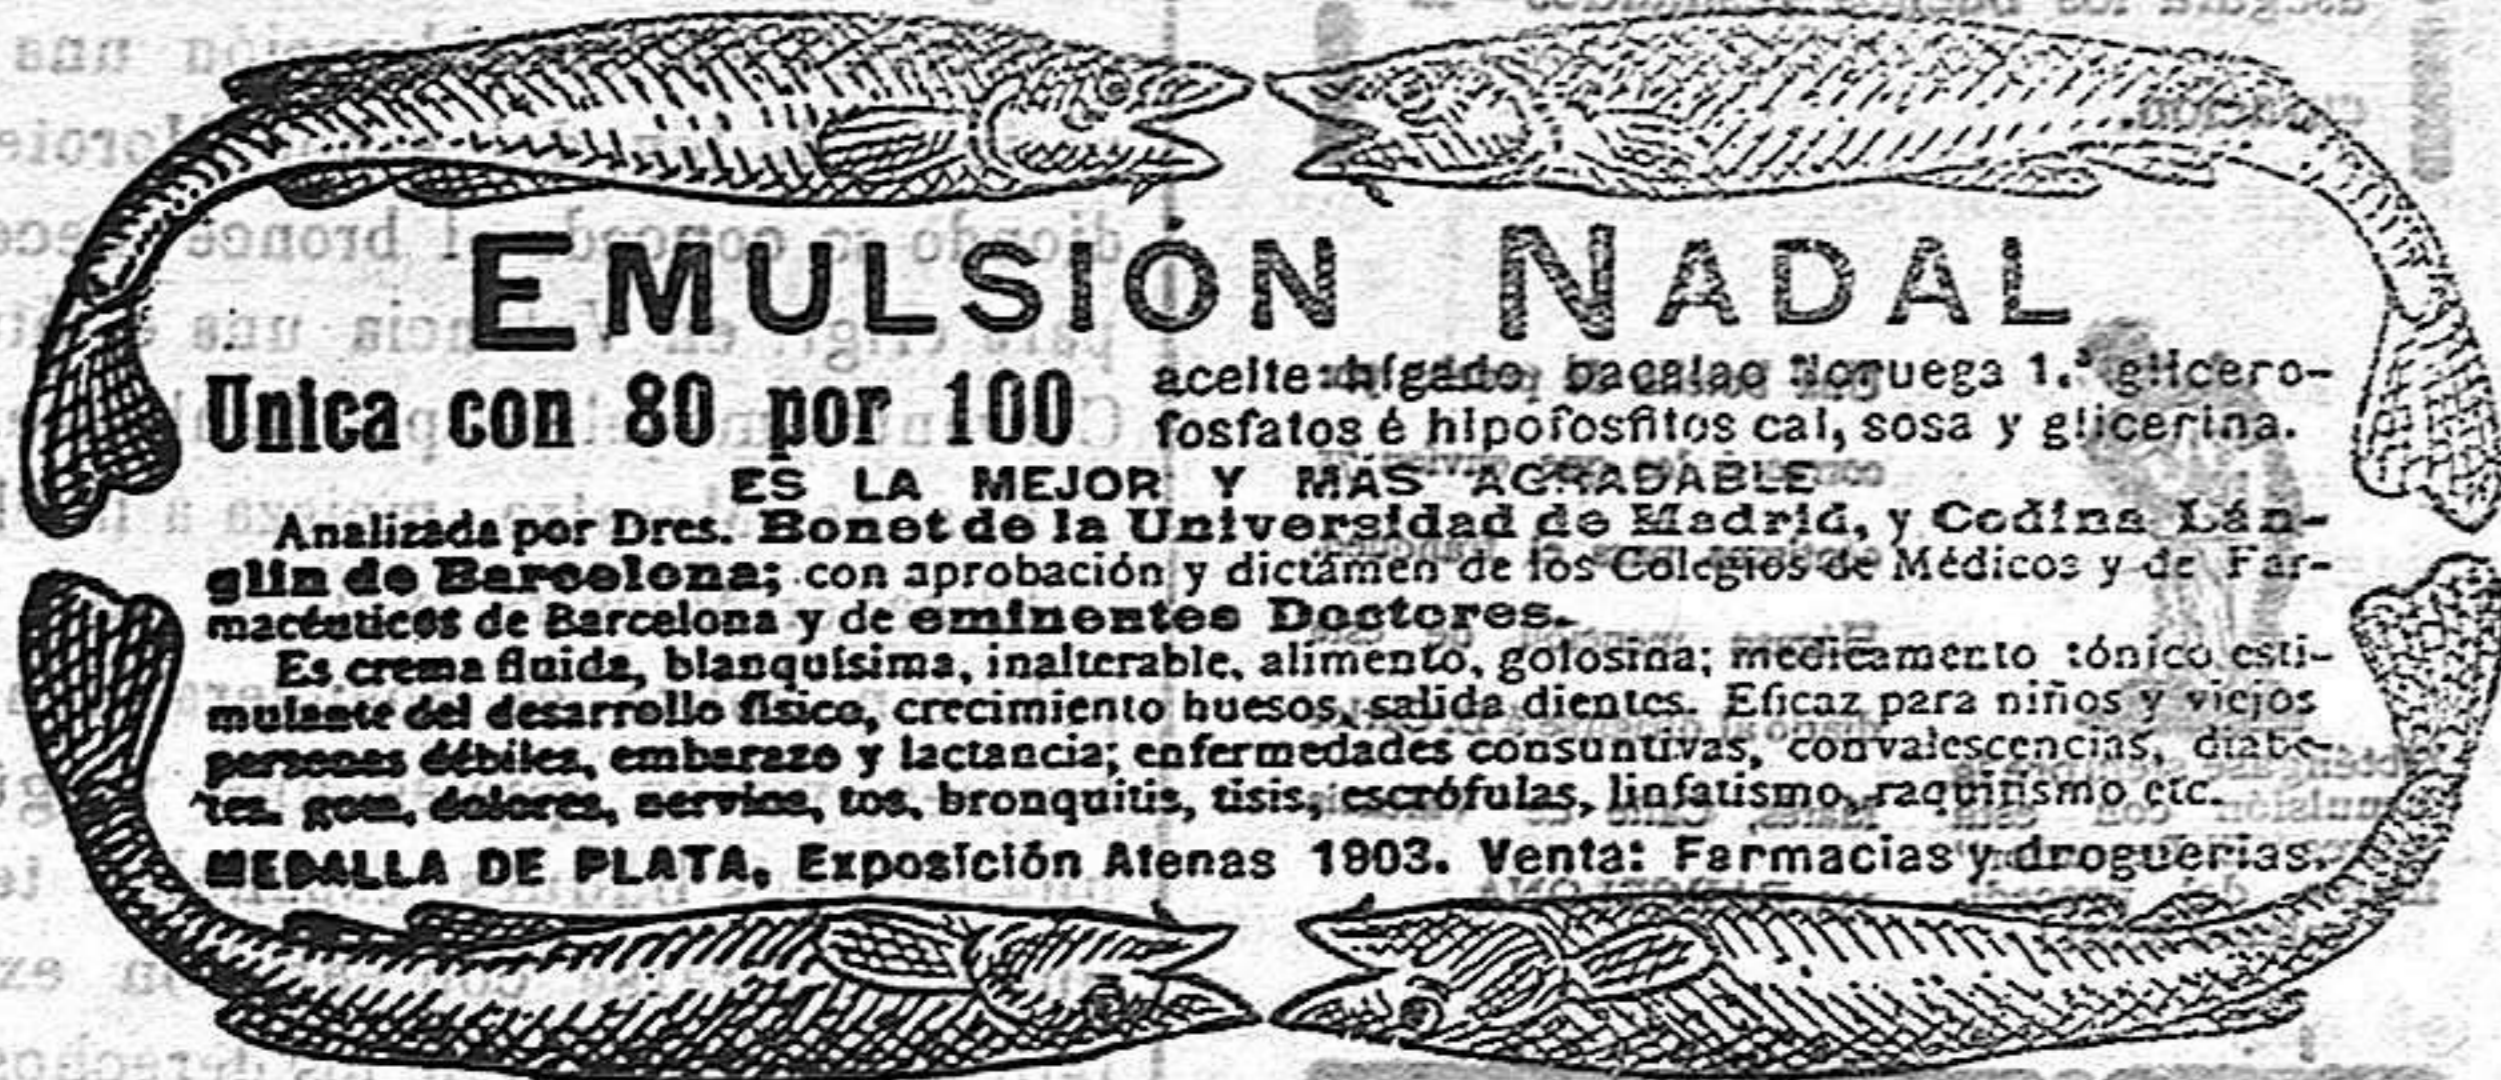 EMULSIÓN NADAL
Unica con 80 por 100
aceite hígado bacalao Noruega 1.ª glicero-
fosfatos é hipofosfitos cal, sosa y glicerina.
ES LA MEJOR Y MAS AGRADABLE
Analizada por Dres. Bonet de la Universidad de Madrid, y Codina Lán-
glin de Barcelona; con aprobación y dictámen de los Colegios de Médicos y de Far-
macéuticos de Barcelona y de eminentes Doctores.
Es crema fluida, blanquísima, inalterable, alimento, golosina; medicamento tónico esti-
mulante del desarrollo físico, crecimiento huesos, salida dientes. Eficaz para niños y viejos
personas débiles, embarazo y lactancia; enfermedades consuntivas, convalescencias, diabe-
tes, gota, dolores, nervios, tos, bronquitis, tisis, escrófulas, linfatismo, raquitismo etc.
MEDALLA DE PLATA, Exposición Atenas 1903. Venta: Farmacias y droguerías.